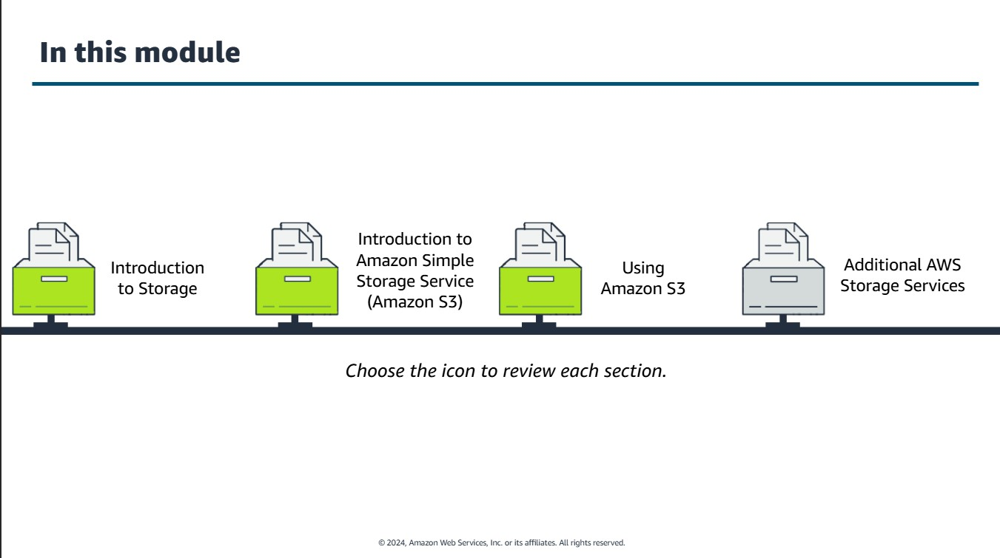 In this module
Introduction
to Storage
Introduction to
Amazon Simple
Storage Service
(Amazon S3)
Using
Amazon S3
Additional AWS
Storage Services
Choose the icon to review each section.
© 2024, Amazon Web Services, Inc. or its affiliates. All rights reserved.